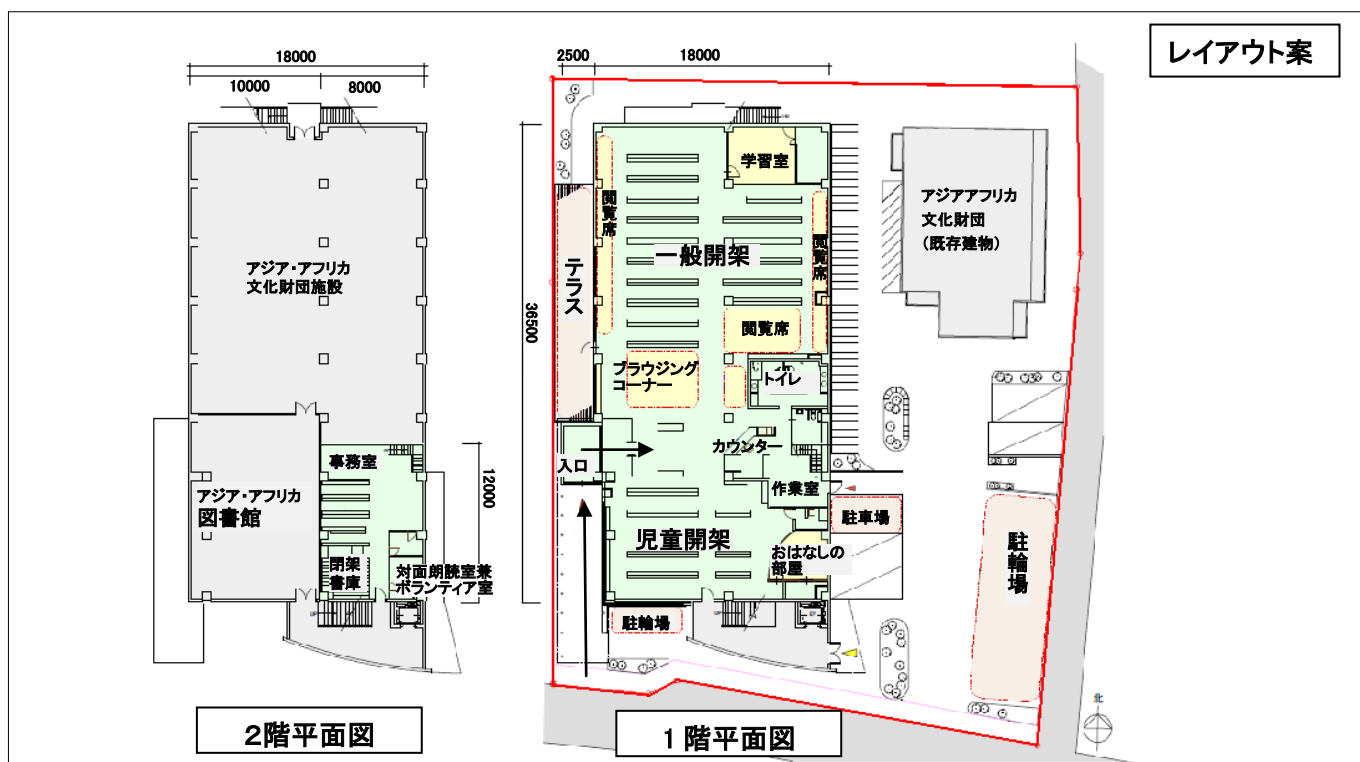 レイアウト案
18000
10000
8000
アジア・アフリカ
文化財団施設
事務室
アジア・アフリカ
図書館
閉架
書庫
対面朗読室兼
ボランティア室
12000
2階平面図
2500
18000
36500
学習室
閲覧席
一般開架
閲覧席
テラス
閲覧席
ブラウジング
コーナー
トイレ
カウンター
入口
作業室
児童開架
おはなしの
部屋
駐車場
駐輪場
アジアアフリカ
文化財団
（既存建物）
駐輪場
北
1階平面図